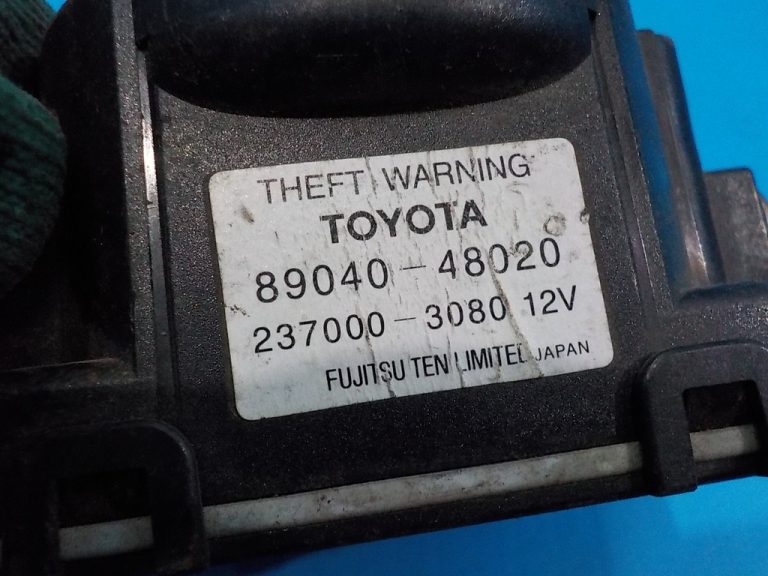 THEFT WARNING
TOYOTA
89040-48020
237000-3080 12V
FUJITSU TEN LIMITED JAPAN